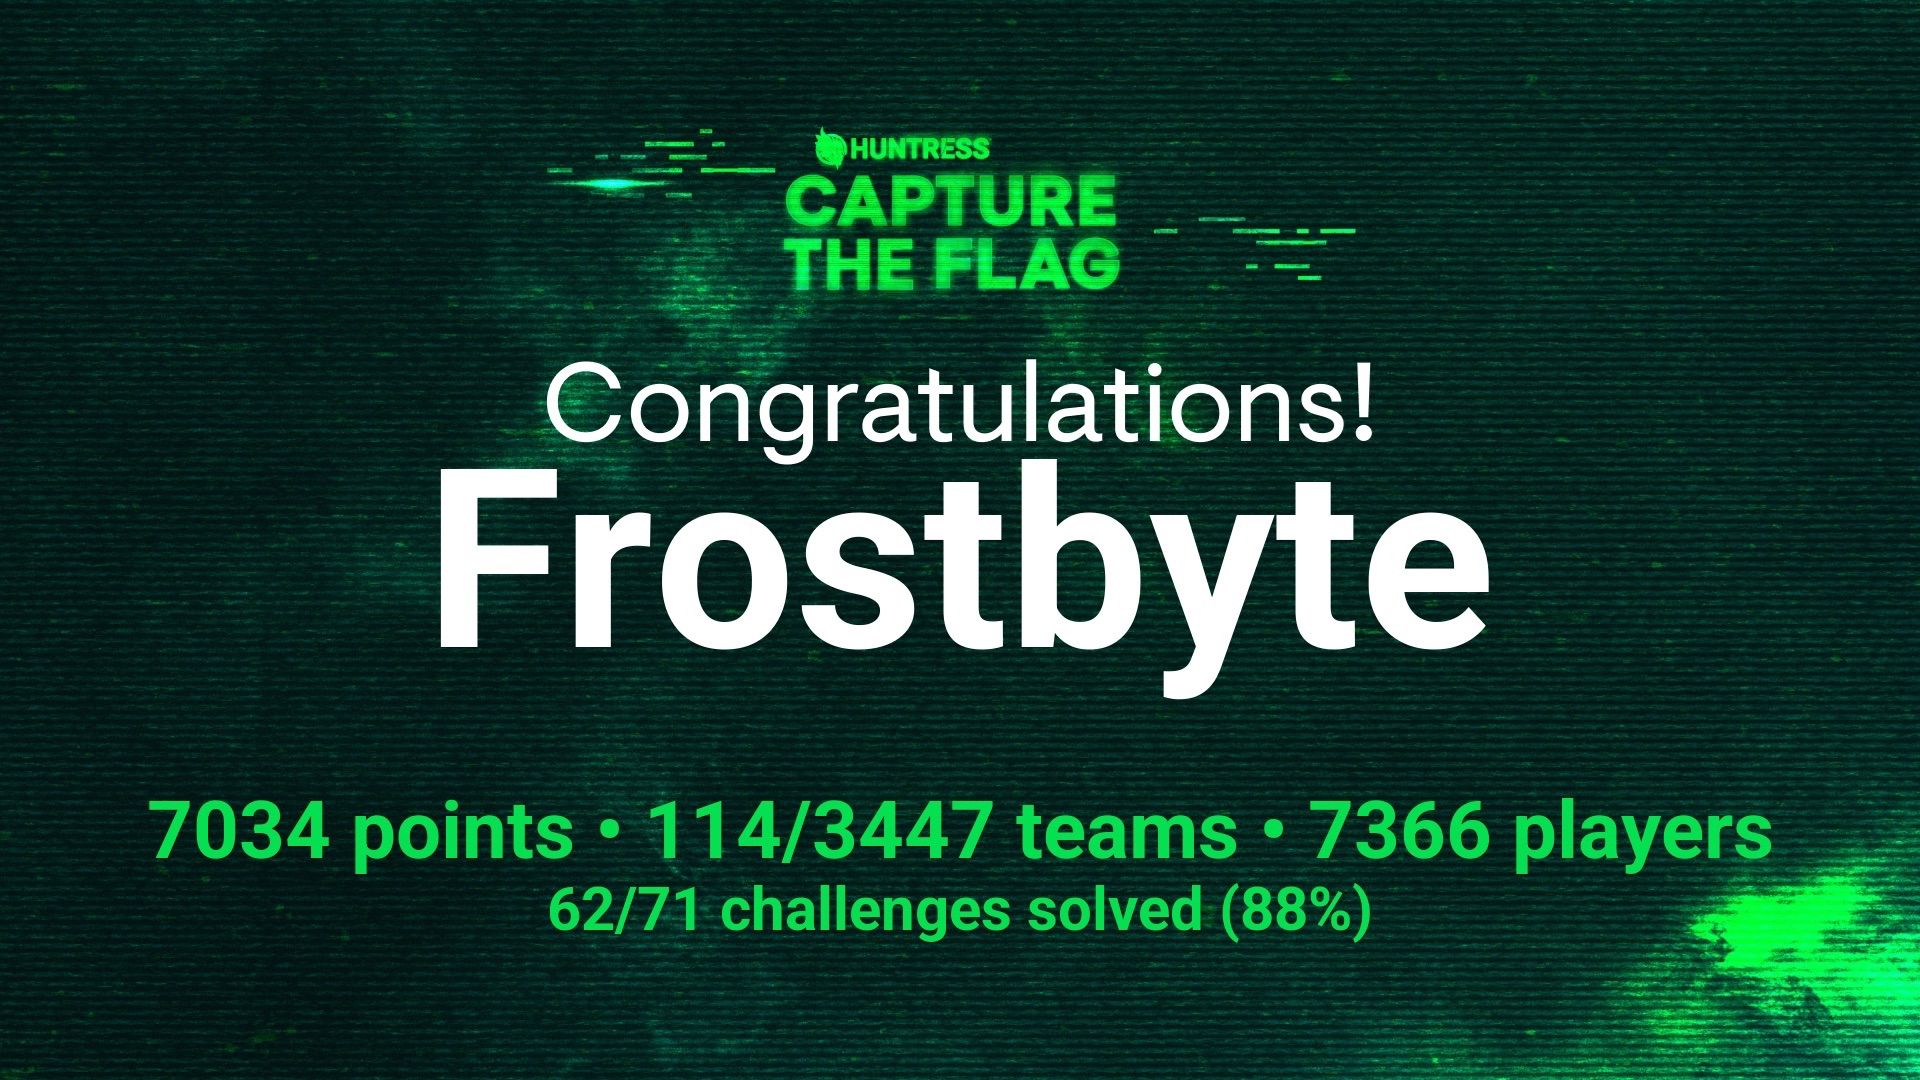 HUNTRESS
CAPTURE
THE FLAG
Congratulations!
Frostbyte
7034 points • 114/3447 teams • 7366 players
62/71 challenges solved (88%)